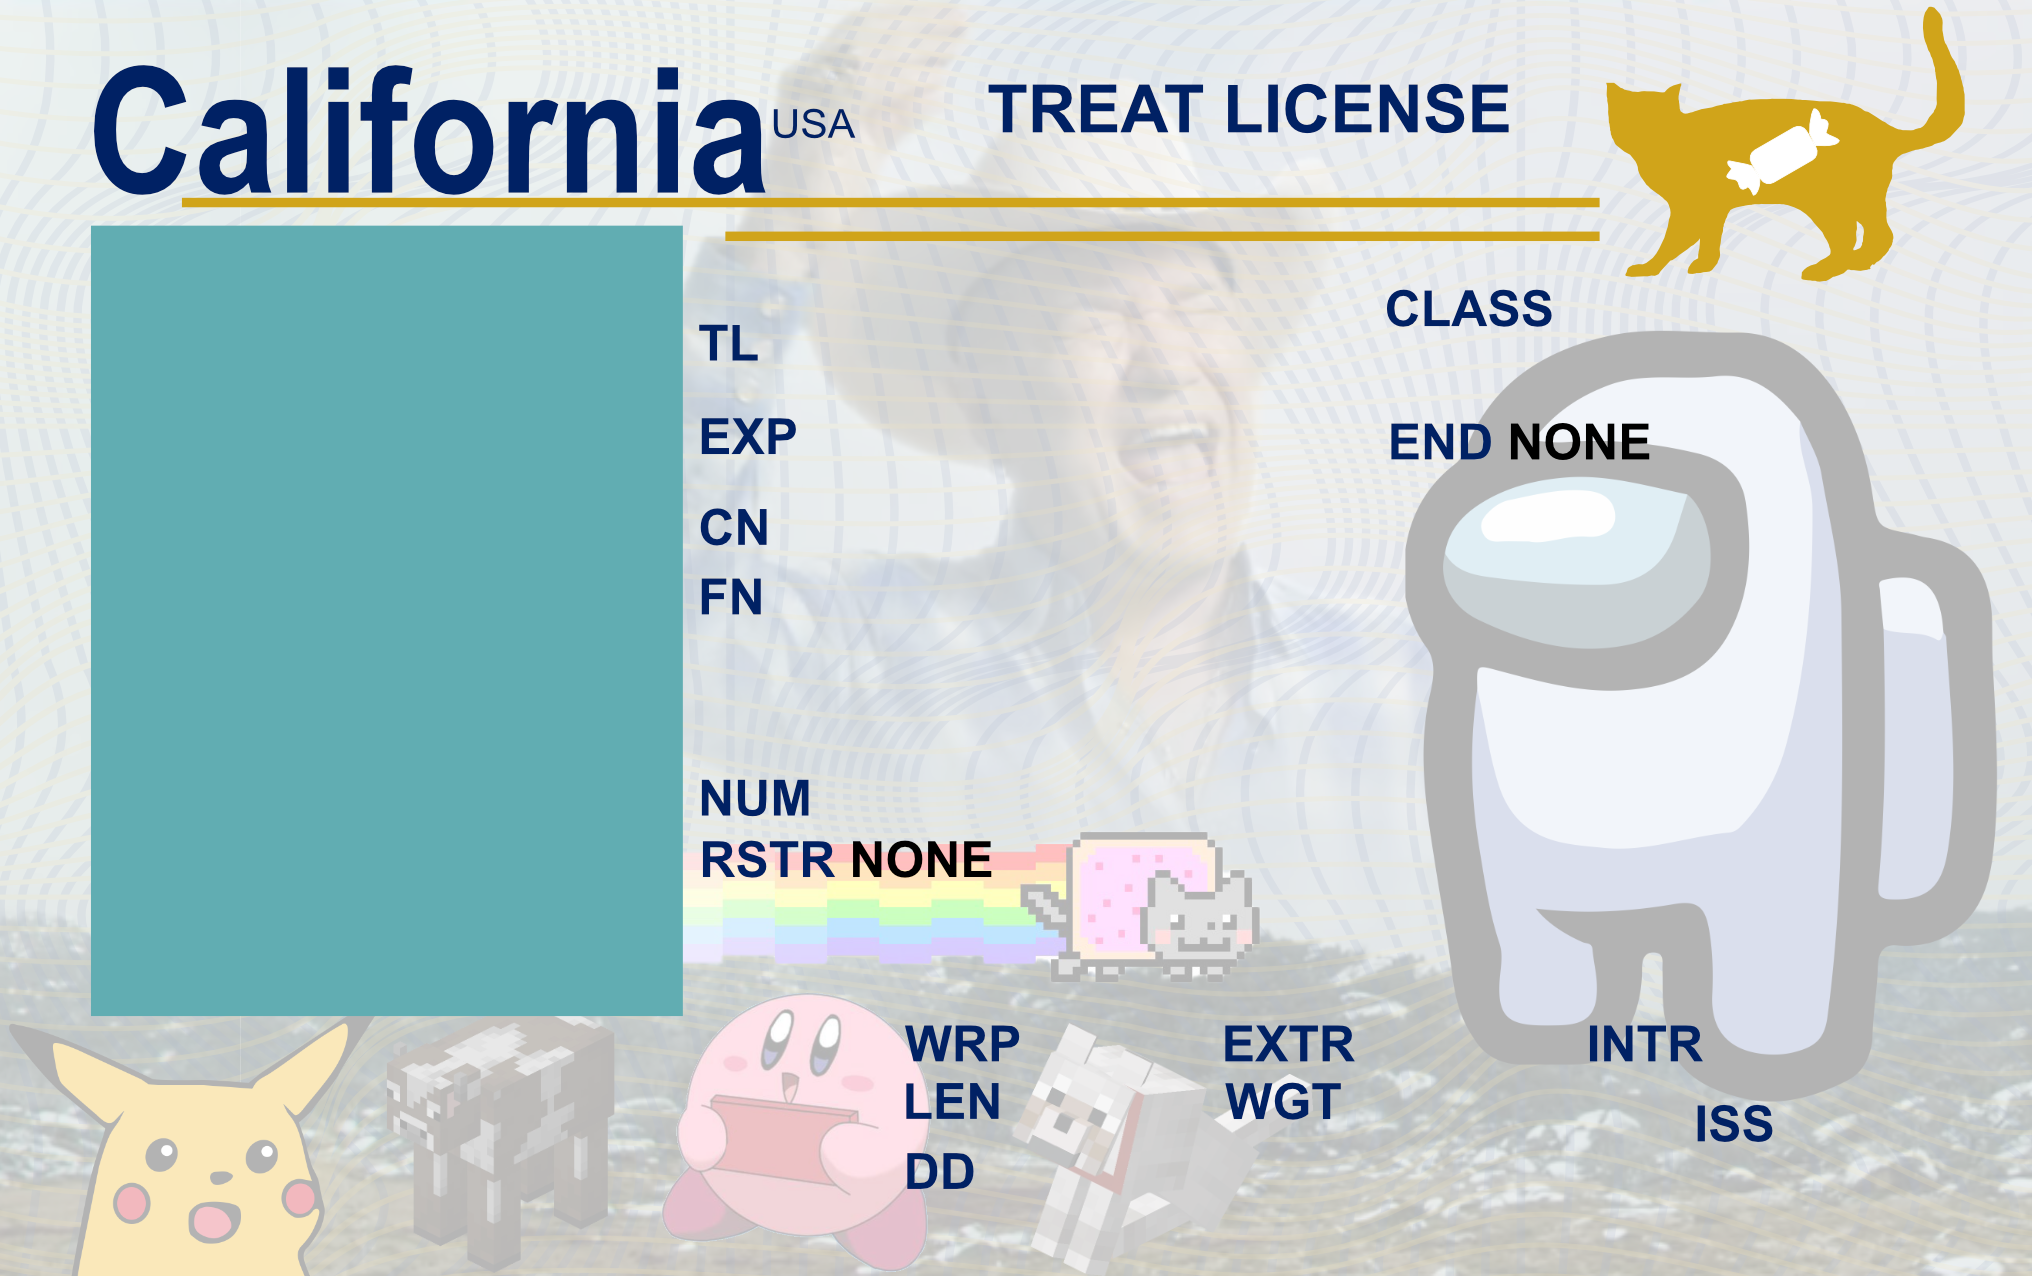 California USA TREAT LICENSE
CLASS
TL
EXP
END NONE
CN
FN
NUM
RSTR NONE
WRP EXTR INTR
LEN WGT
ISS
DD